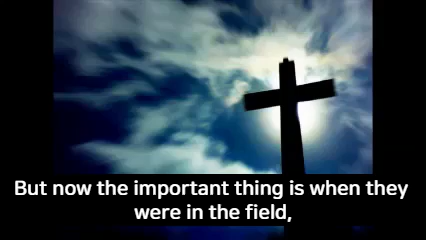 But now the important thing is when they
were in the field,